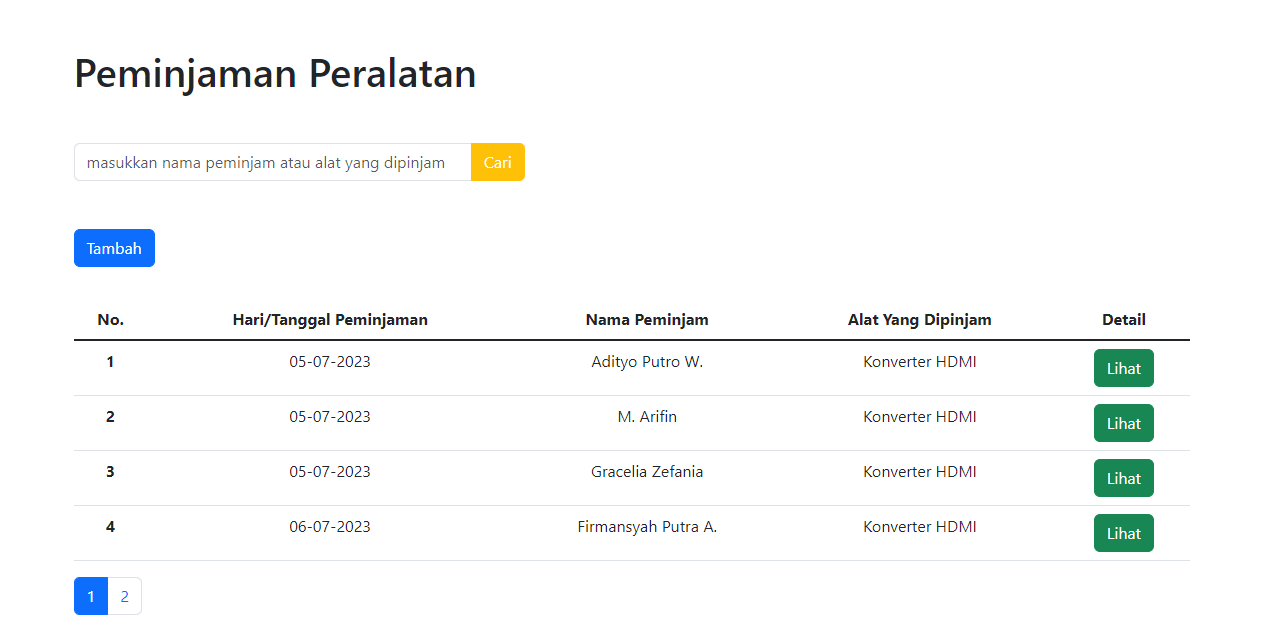 Peminjaman Peralatan
masukkan nama peminjam atau alat yang dipinjam Cari
Tambah
No. Hari/Tanggal Peminjaman Nama Peminjam Alat Yang Dipinjam Detail
1 05-07-2023 Adityo Putro W. Konverter HDMI Lihat
2 05-07-2023 M. Arifin Konverter HDMI Lihat
3 05-07-2023 Gracelia Zefania Konverter HDMI Lihat
4 06-07-2023 Firmansyah Putra A. Konverter HDMI Lihat
1 2